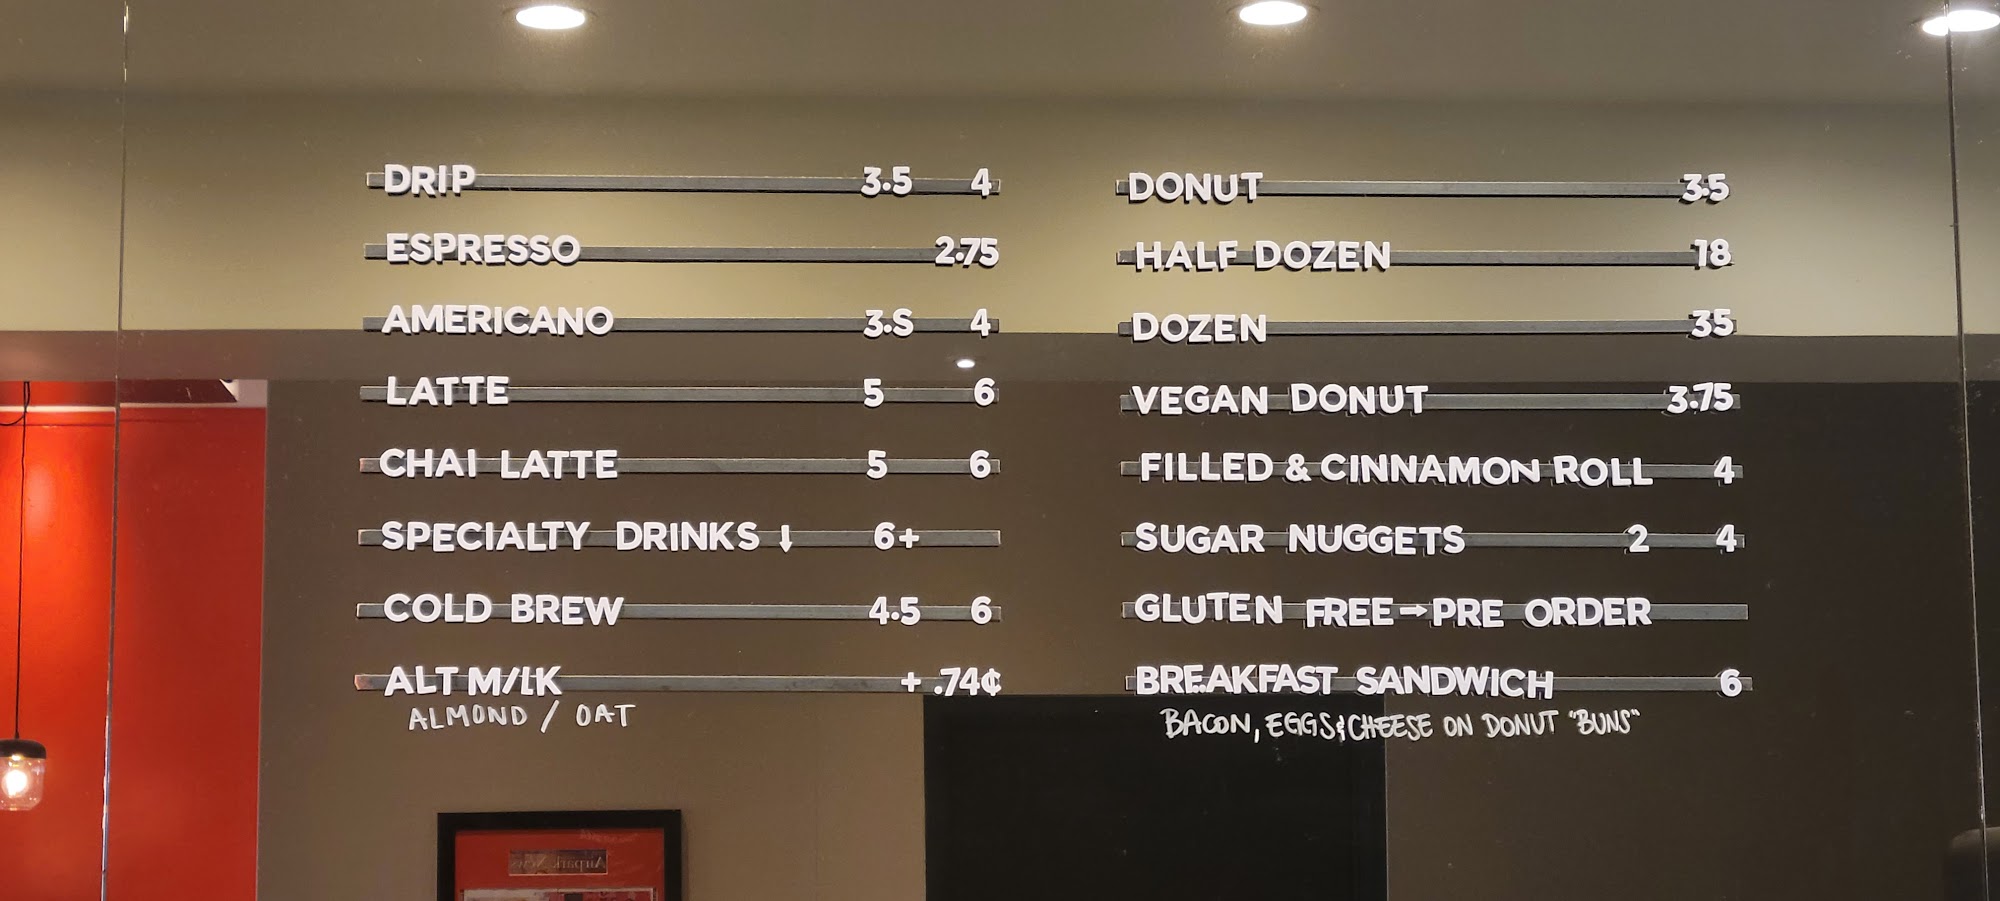 DRIP 3.5 4
ESPRESSO 2.75
AMERICANO 3.S 4
LATTE 5 6
CHAI LATTE 5 6
SPECIALTY DRINKS ↓ 6+
COLD BREW 4.5 6
ALT M/LK + .74¢
ALMOND / OAT
DONUT 3.5
HALF DOZEN 18
DOZEN 35
VEGAN DONUT 3.75
FILLED & CINNAMON ROLL 4
SUGAR NUGGETS 2 4
GLUTEN FREE → PRE ORDER
BREAKFAST SANDWICH 6
BACON, EGGS & CHEESE ON DONUT "BUNS"
Airpark News